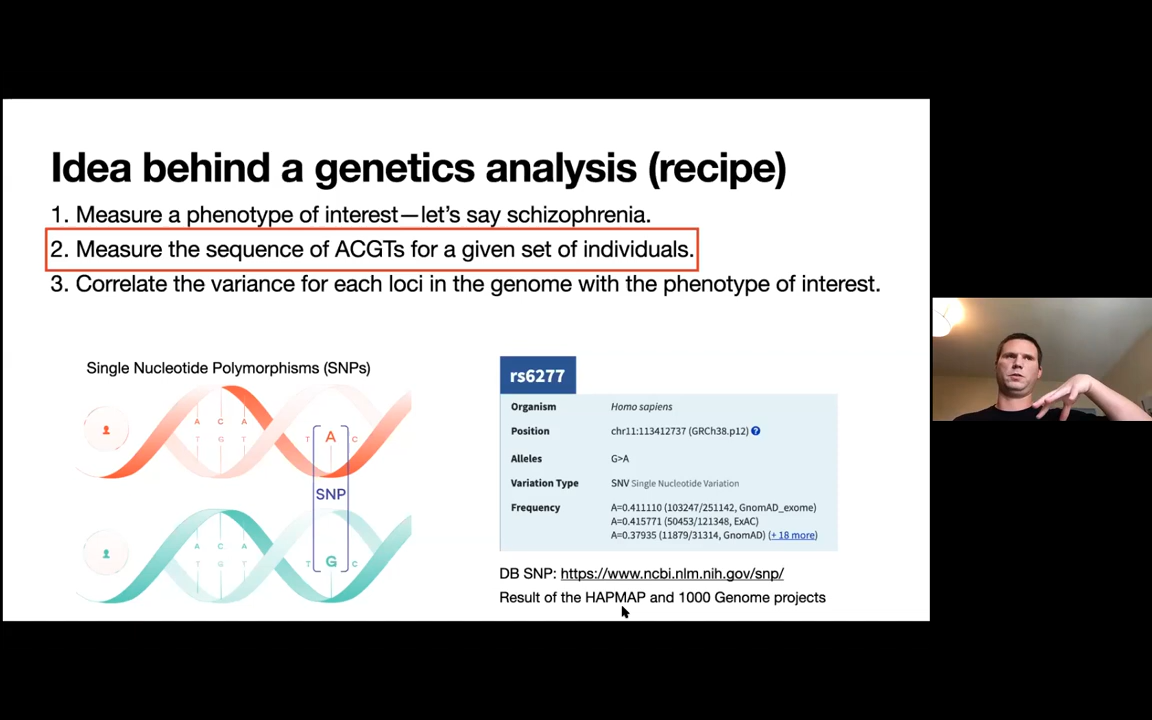 Idea behind a genetics analysis (recipe)
1. Measure a phenotype of interest—let's say schizophrenia.
2. Measure the sequence of ACGTs for a given set of individuals.
3. Correlate the variance for each loci in the genome with the phenotype of interest.
Single Nucleotide Polymorphisms (SNPs)
A C A
T G T
T A C
SNP
A C A
T G T
T G C
rs6277
Organism Homo sapiens
Position chr11:113412737 (GRCh38.p12) ?
Alleles G>A
Variation Type SNV Single Nucleotide Variation
Frequency A=0.411110 (103247/251142, GnomAD_exome)
A=0.415771 (50453/121348, ExAC)
A=0.37935 (11879/31314, GnomAD) (+ 18 more)
DB SNP: https://www.ncbi.nlm.nih.gov/snp/
Result of the HAPMAP and 1000 Genome projects